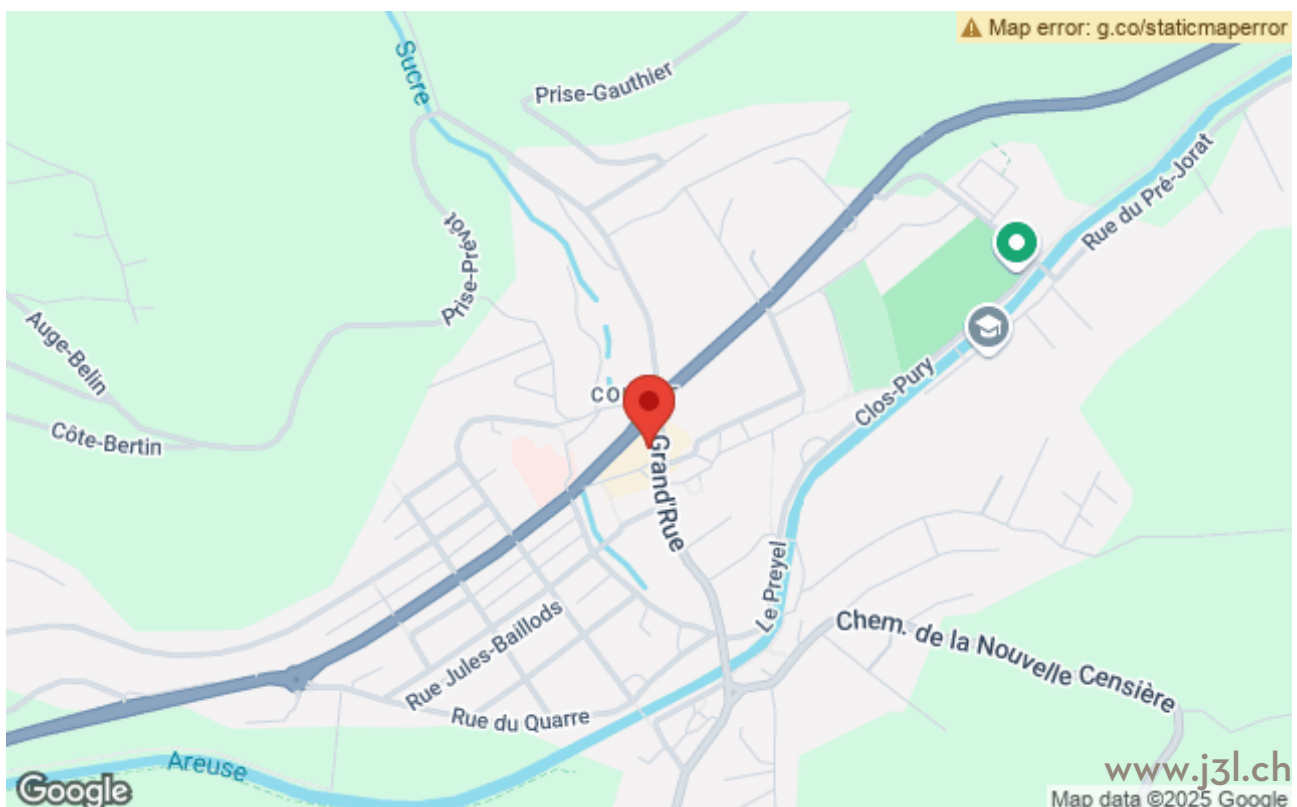 Map error: g.co/staticmaperror
Sucre
Prise-Gauthier
Rue du Pré-Jorat
Prise-Prévôt
Auge-Belin
Côte-Bertin
Clos-Pury
Grand'Rue
Le Preyel
Rue Jules-Baillods
Chem. de la Nouvelle Censière
Rue du Quarre
Areuse
www.j3l.ch
Google
Map data ©2025 Google